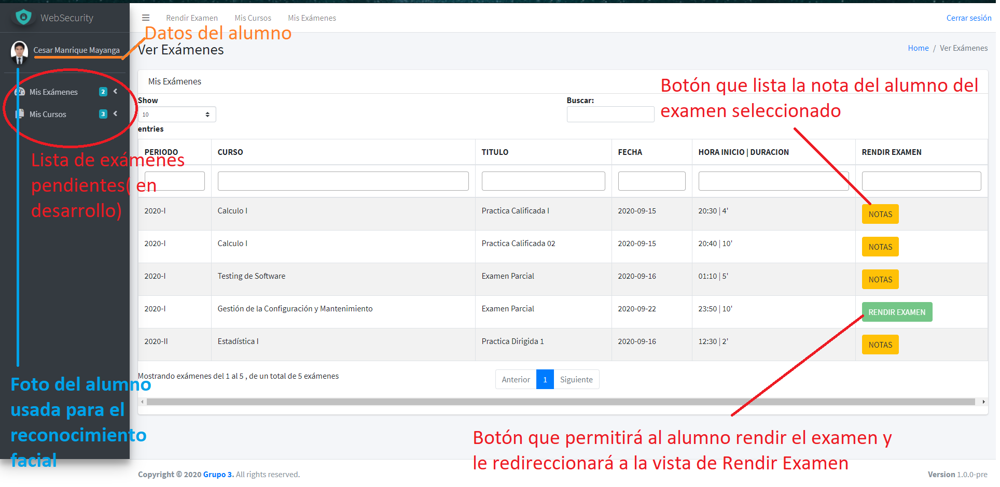 WebSecurity
Rendir Examen Mis Cursos Mis Exámenes Cerrar sesión
Datos del alumno
Cesar Manrique Mayanga
Ver Exámenes
Home / Ver Exámenes
Mis Exámenes 2
Mis Cursos 3
Lista de exámenes
pendientes( en
desarrollo)
Foto del alumno
usada para el
reconocimiento
facial
Mis Exámenes
Botón que lista la nota del alumno del
examen seleccionado
Show
10
entries
Buscar:
PERIODO CURSO TITULO FECHA HORA INICIO | DURACION RENDIR EXAMEN
2020-I Calculo I Practica Calificada I 2020-09-15 20:30 | 4' NOTAS
2020-I Calculo I Practica Calificada 02 2020-09-15 20:40 | 10' NOTAS
2020-I Testing de Software Examen Parcial 2020-09-16 01:10 | 5' NOTAS
2020-I Gestión de la Configuración y Mantenimiento Examen Parcial 2020-09-22 23:50 | 10' RENDIR EXAMEN
2020-II Estadística I Practica Dirigida 1 2020-09-16 12:30 | 2' NOTAS
Mostrando exámenes del 1 al 5 , de un total de 5 exámenes
Anterior 1 Siguiente
Botón que permitirá al alumno rendir el examen y
le redireccionará a la vista de Rendir Examen
Copyright © 2020 Grupo 3. All rights reserved.
Version 1.0.0-pre